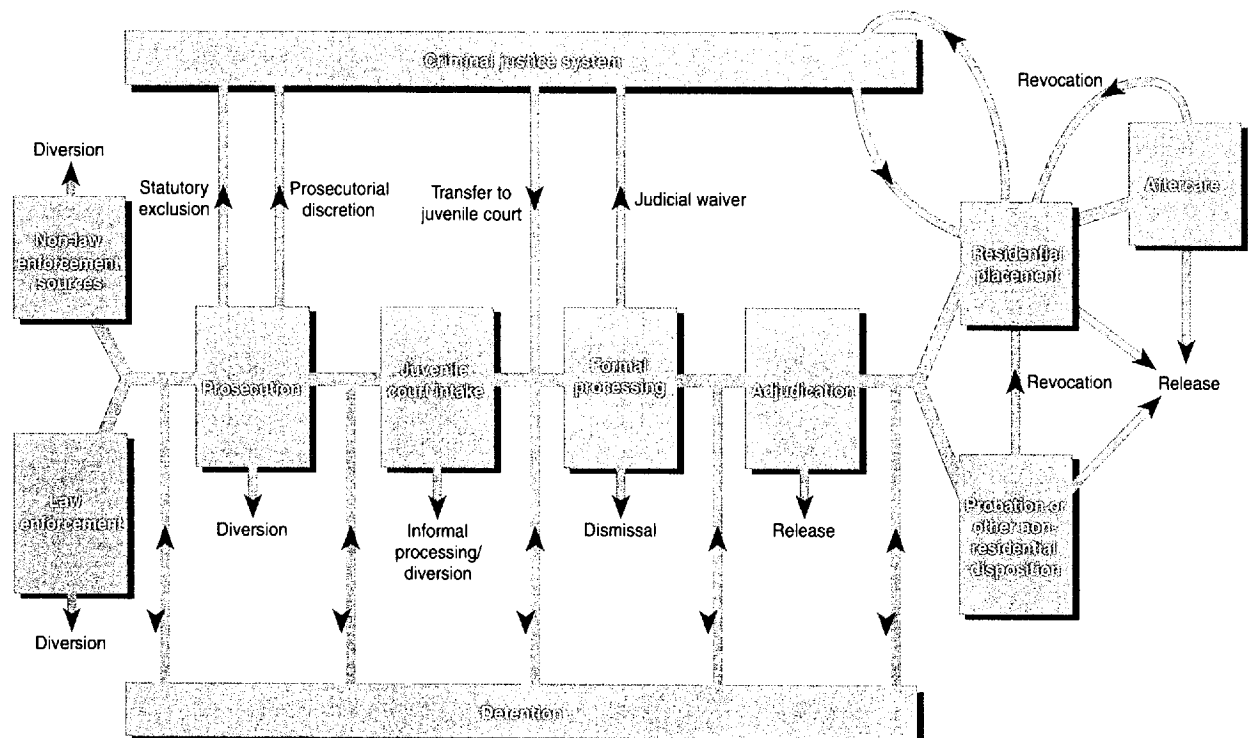 Criminal justice system
Revocation
Diversion
Aftercare
Statutory
exclusion
Prosecutorial
discretion
Transfer to
juvenile court
Judicial waiver
Non-law
enforcement
sources
Residential
placement
Prosecution
Juvenile
court intake
Formal
processing
Adjudication
Revocation
Release
Law
enforcement
Diversion
Informal
processing/
diversion
Dismissal
Release
Probation or
other non-
residential
disposition
Diversion
Detention